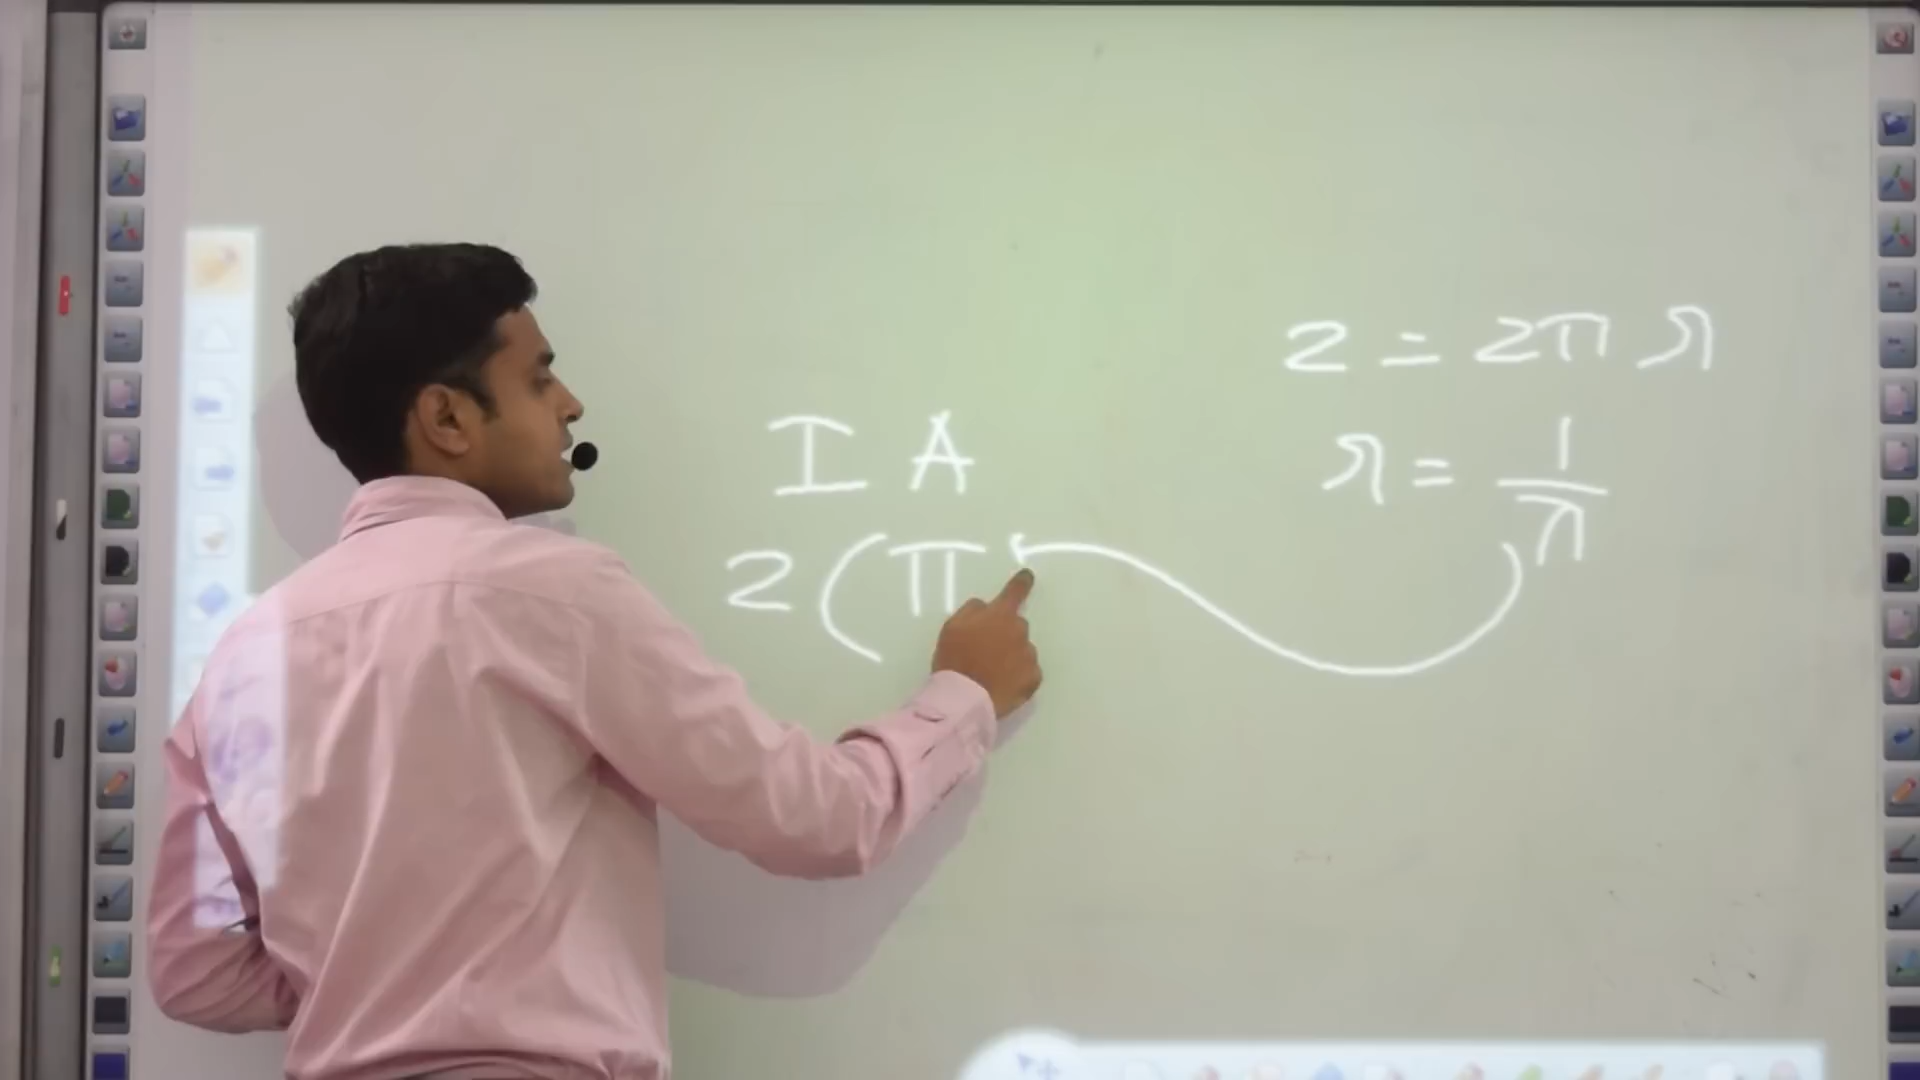 I A
2 ( π
2 = 2π r
r = 1/π